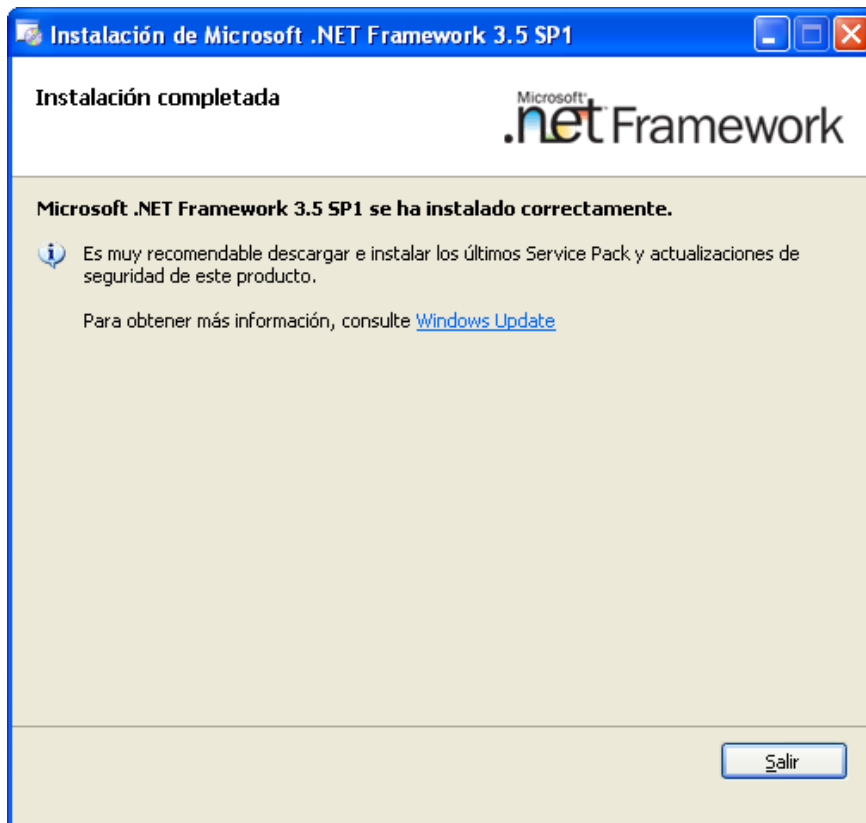 Instalación de Microsoft .NET Framework 3.5 SP1
Instalación completada
Microsoft
.net Framework
Microsoft .NET Framework 3.5 SP1 se ha instalado correctamente.
Es muy recomendable descargar e instalar los últimos Service Pack y actualizaciones de
seguridad de este producto.
Para obtener más información, consulte Windows Update
Salir